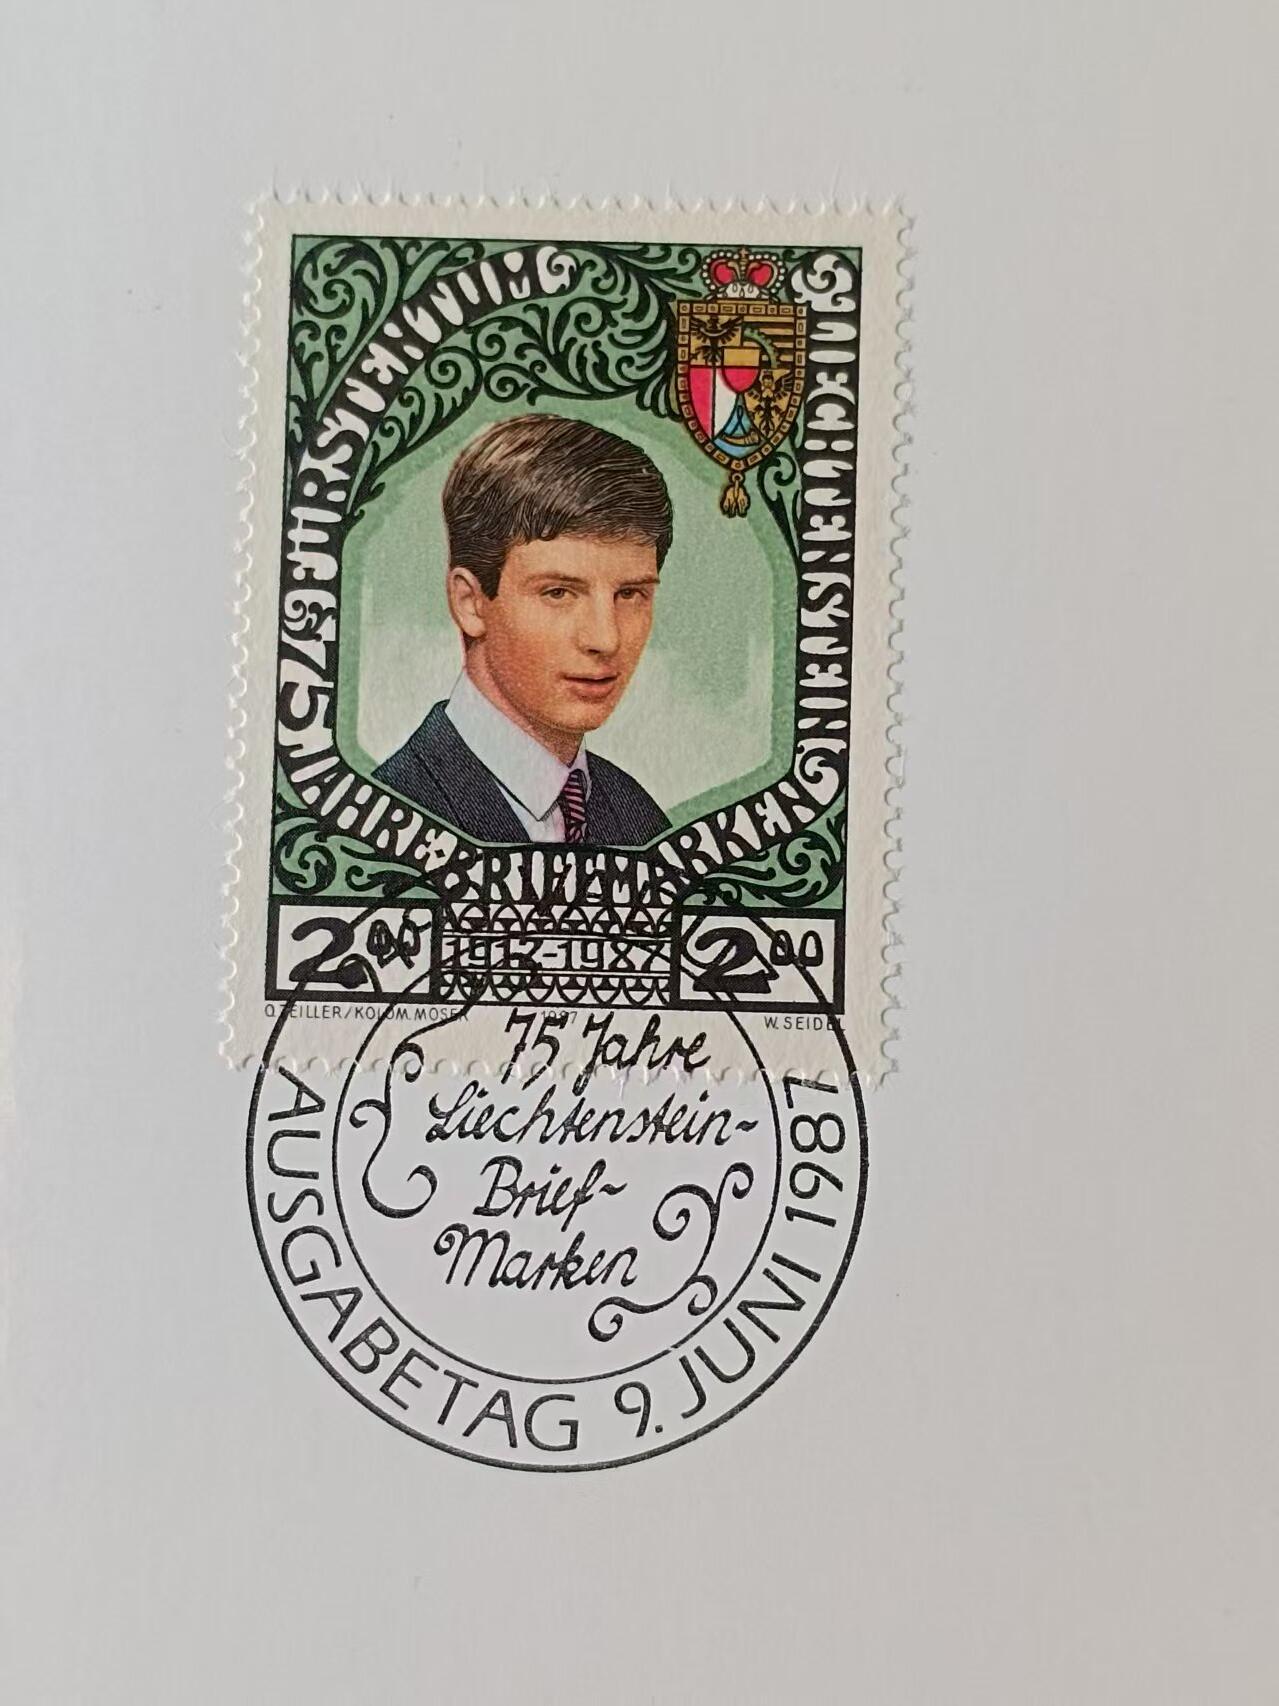 FÜRSTENTUM
LIECHTENSTEIN
75 JAHRE BRIEFMARKEN
2.00
1912-1987
2.00
O. ZEILLER/KOLOM. MOSER
1987
W. SEIDEL
75 Jahre
Liechtenstein-
Brief-
Marken
AUSGABETAG 9. JUNI 1987